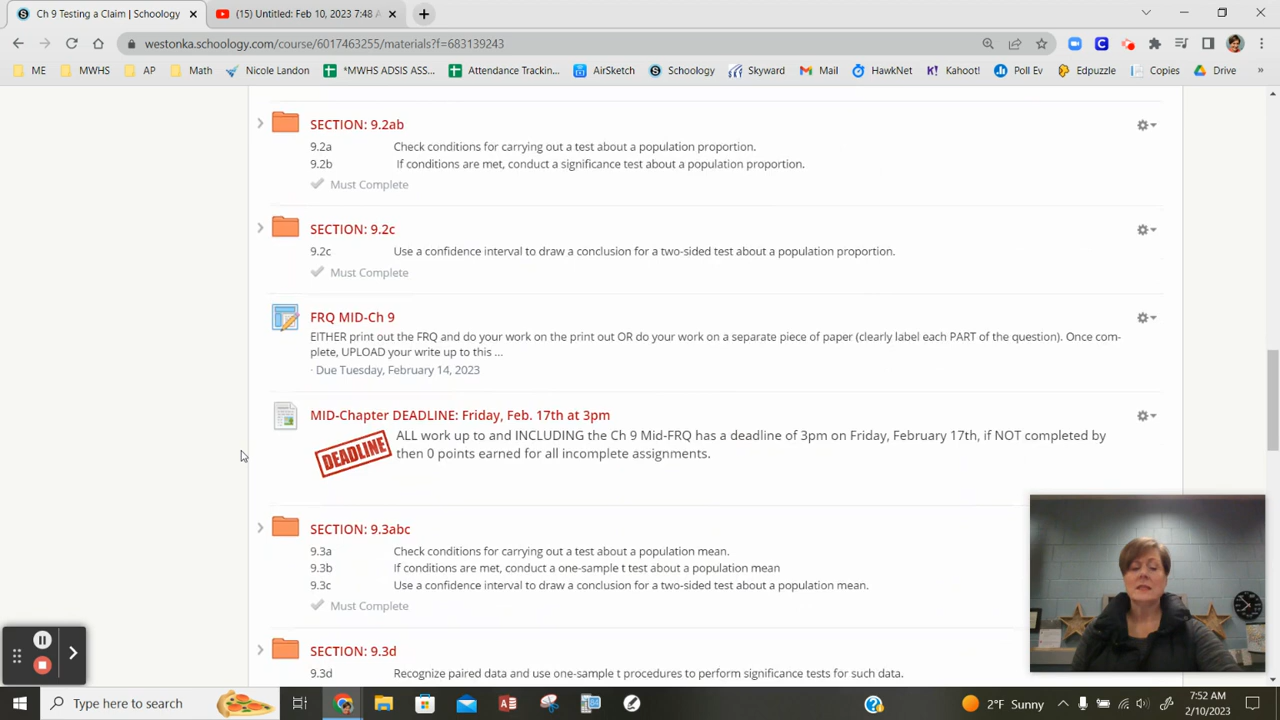 Ch 9 Testing a Claim | Schoology
(15) Untitled: Feb 10, 2023 7:48 A
westonka.schoology.com/course/6017463255/materials?f=683139243
ME MWHS AP Math Nicole Landon *MWHS ADSIS ASS... Attendance Trackin... AirSketch Schoology Skyward Mail HawkNet Kahoot! Poll Ev Edpuzzle Copies Drive »
SECTION: 9.2ab
9.2a Check conditions for carrying out a test about a population proportion.
9.2b If conditions are met, conduct a significance test about a population proportion.
Must Complete
SECTION: 9.2c
9.2c Use a confidence interval to draw a conclusion for a two-sided test about a population proportion.
Must Complete
FRQ MID-Ch 9
EITHER print out the FRQ and do your work on the print out OR do your work on a separate piece of paper (clearly label each PART of the question). Once com-
plete, UPLOAD your write up to this ...
· Due Tuesday, February 14, 2023
MID-Chapter DEADLINE: Friday, Feb. 17th at 3pm
ALL work up to and INCLUDING the Ch 9 Mid-FRQ has a deadline of 3pm on Friday, February 17th, if NOT completed by
DEADLINE then 0 points earned for all incomplete assignments.
SECTION: 9.3abc
9.3a Check conditions for carrying out a test about a population mean.
9.3b If conditions are met, conduct a one-sample t test about a population mean
9.3c Use a confidence interval to draw a conclusion for a two-sided test about a population mean.
Must Complete
SECTION: 9.3d
9.3d Recognize paired data and use one-sample t procedures to perform significance tests for such data.
Type here to search
2°F Sunny
7:52 AM
2/10/2023